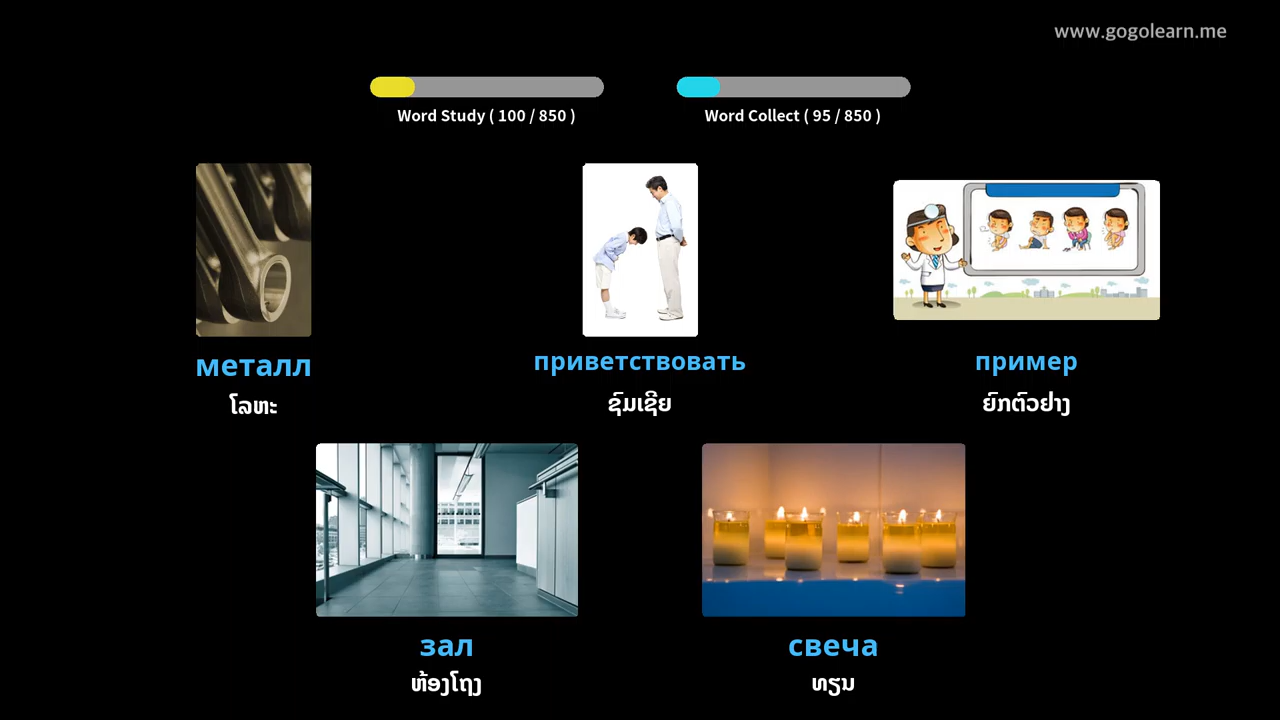 www.gogolearn.me
Word Study ( 100 / 850 )
Word Collect ( 95 / 850 )
металл
ໂລຫະ
приветствовать
ຊົມເຊີຍ
пример
ຍົກຕົວຢ່າງ
зал
ຫ້ອງໂຖງ
свеча
ທຽນ